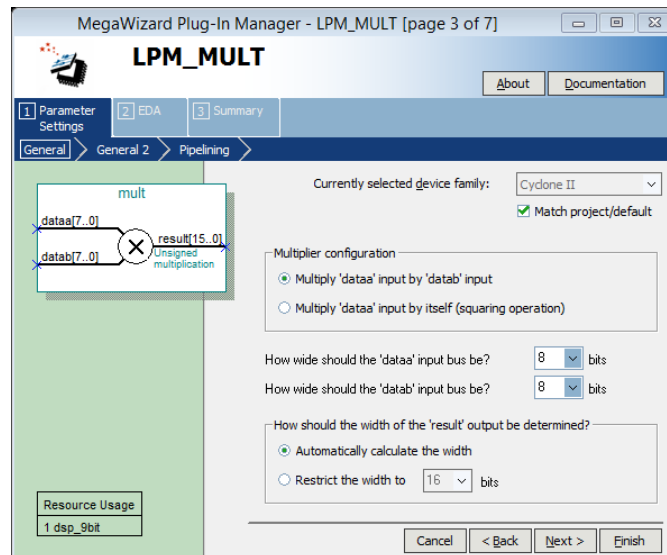 MegaWizard Plug-In Manager - LPM_MULT [page 3 of 7]
LPM_MULT
About
Documentation
1 Parameter Settings
2 EDA
3 Summary
General
General 2
Pipelining
mult
dataa[7..0]
result[15..0]
datab[7..0]
Unsigned
multiplication
Currently selected device family:
Cyclone II
Match project/default
Multiplier configuration
Multiply 'dataa' input by 'datab' input
Multiply 'dataa' input by itself (squaring operation)
How wide should the 'dataa' input bus be?
8
bits
How wide should the 'datab' input bus be?
8
bits
How should the width of the 'result' output be determined?
Automatically calculate the width
Restrict the width to
16
bits
Resource Usage
1 dsp_9bit
Cancel
< Back
Next >
Finish